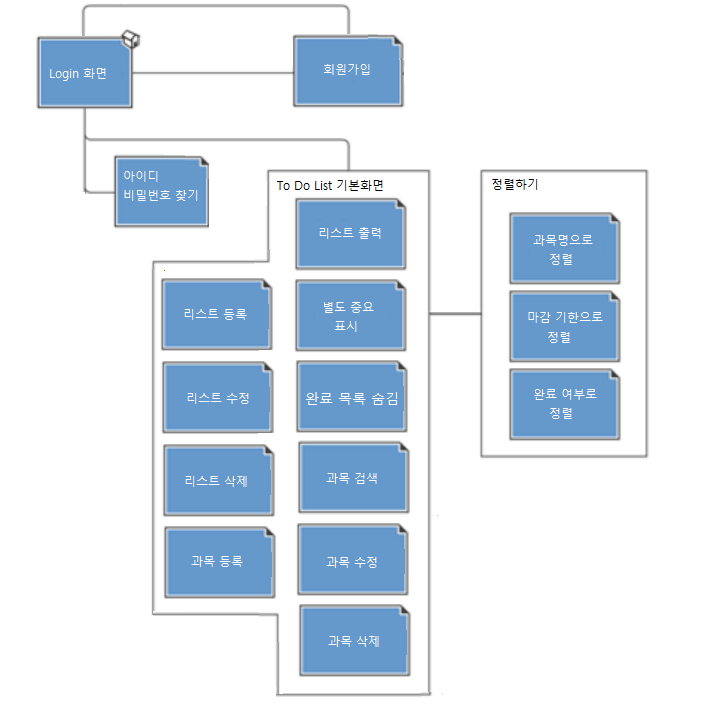 Login 화면
회원가입
아이디
비밀번호 찾기
To Do List 기본화면
리스트 출력
별도 중요
표시
완료 목록 숨김
과목 검색
과목 수정
과목 삭제
리스트 등록
리스트 수정
리스트 삭제
과목 등록
정렬하기
과목명으로
정렬
마감 기한으로
정렬
완료 여부로
정렬